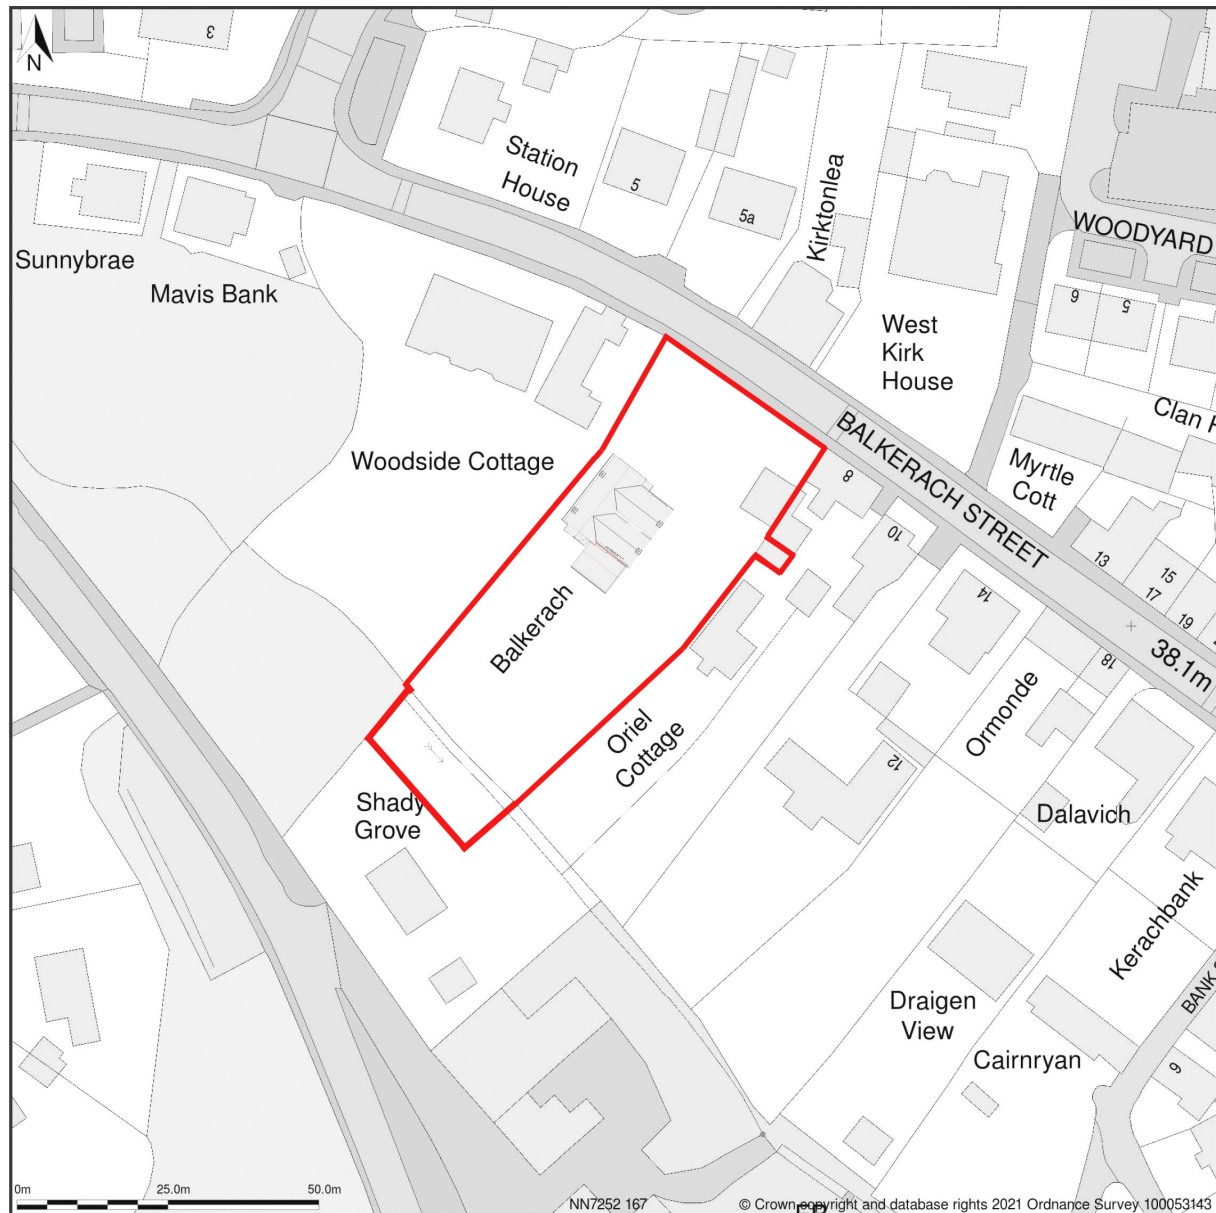 N
3
Station
House
5
5a
Kirktonlea
WOODYARD
Sunnybrae
Mavis Bank
6
5
West
Kirk
House
Clan
BALKERACH STREET
Woodside Cottage
8
Myrtle
Cott
10
13
15
17
19
14
38.1m
18
Balkerach
Oriel
Cottage
Ormonde
12
Shady
Grove
Dalavich
Kerachbank
Draigen
View
BANK
Cairnryan
9
0m
25.0m
50.0m
NN7252 167
© Crown copyright and database rights 2021 Ordnance Survey 100053143